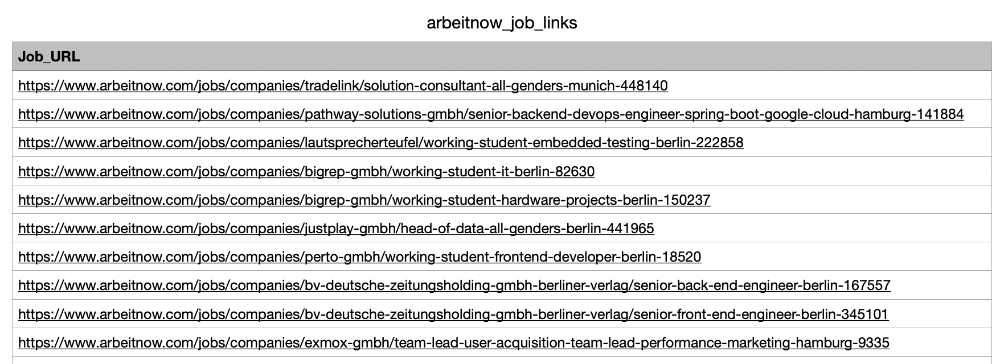 arbeitnow_job_links
Job_URL
https://www.arbeitnow.com/jobs/companies/tradelink/solution-consultant-all-genders-munich-448140
https://www.arbeitnow.com/jobs/companies/pathway-solutions-gmbh/senior-backend-devops-engineer-spring-boot-google-cloud-hamburg-141884
https://www.arbeitnow.com/jobs/companies/lautsprecherteufel/working-student-embedded-testing-berlin-222858
https://www.arbeitnow.com/jobs/companies/bigrep-gmbh/working-student-it-berlin-82630
https://www.arbeitnow.com/jobs/companies/bigrep-gmbh/working-student-hardware-projects-berlin-150237
https://www.arbeitnow.com/jobs/companies/justplay-gmbh/head-of-data-all-genders-berlin-441965
https://www.arbeitnow.com/jobs/companies/perto-gmbh/working-student-frontend-developer-berlin-18520
https://www.arbeitnow.com/jobs/companies/bv-deutsche-zeitungsholding-gmbh-berliner-verlag/senior-back-end-engineer-berlin-167557
https://www.arbeitnow.com/jobs/companies/bv-deutsche-zeitungsholding-gmbh-berliner-verlag/senior-front-end-engineer-berlin-345101
https://www.arbeitnow.com/jobs/companies/exmox-gmbh/team-lead-user-acquisition-team-lead-performance-marketing-hamburg-9335